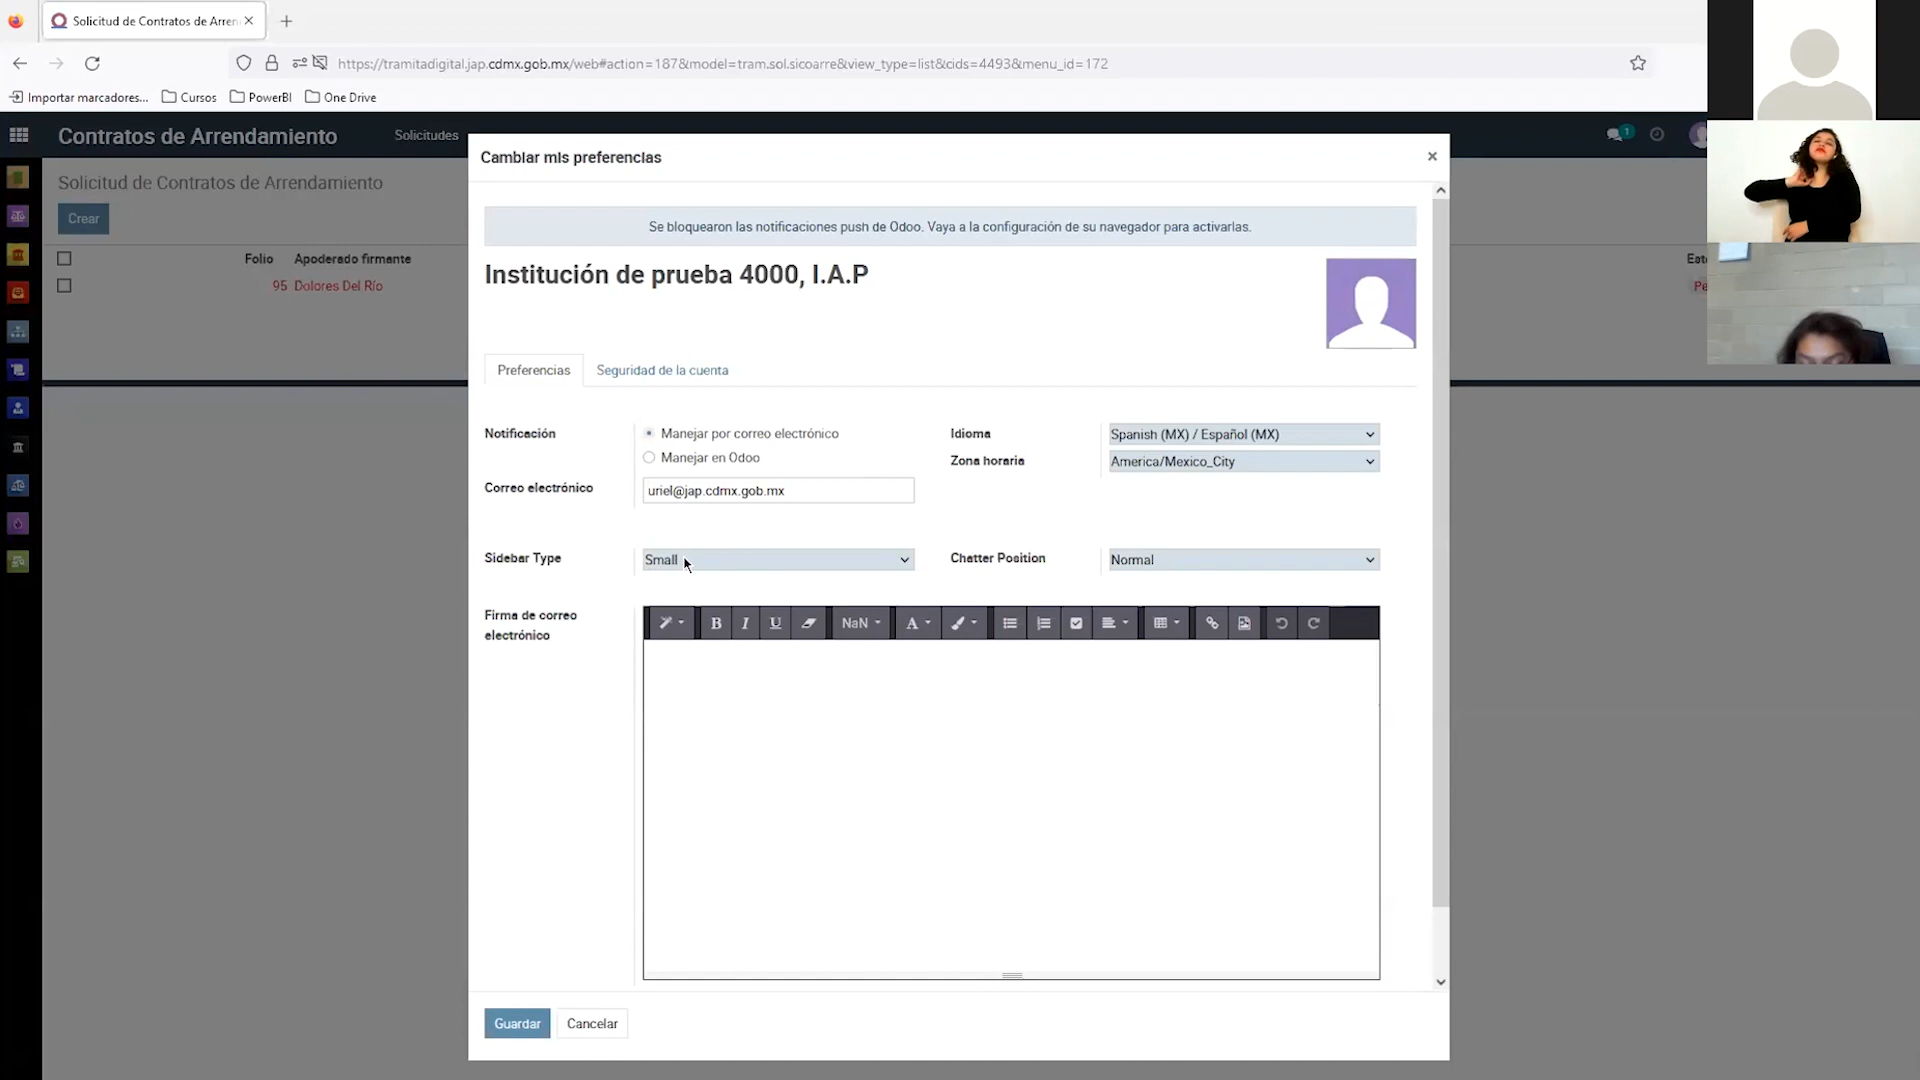 Solicitud de Contratos de Arren
https://tramitadigital.jap.cdmx.gob.mx/web#action=187&model=tram.sol.sicoarre&view_type=list&cids=4493&menu_id=172
Importar marcadores... Cursos PowerBI One Drive
Contratos de Arrendamiento Solicitudes 1
Cambiar mis preferencias
Solicitud de Contratos de Arrendamiento
Crear
Se bloquearon las notificaciones push de Odoo. Vaya a la configuración de su navegador para activarlas.
Folio Apoderado firmante Est
95 Dolores Del Río Pe
Institución de prueba 4000, I.A.P
Preferencias Seguridad de la cuenta
Notificación Manejar por correo electrónico Idioma Spanish (MX) / Español (MX)
Manejar en Odoo Zona horaria America/Mexico_City
Correo electrónico uriel@jap.cdmx.gob.mx
Sidebar Type Small Chatter Position Normal
Firma de correo electrónico
B I U NaN A
Guardar Cancelar